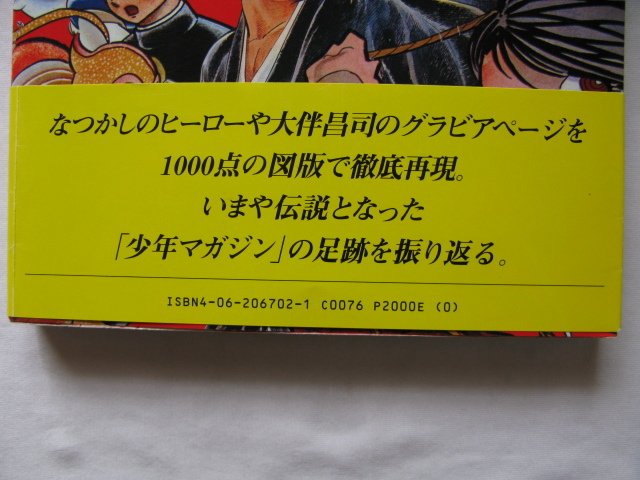 なつかしのヒーローや大伴昌司のグラビアページを
1000点の図版で徹底再現。
いまや伝説となった
「少年マガジン」の足跡を振り返る。
ISBN4-06-206702-1 C0076 P2000E (0)